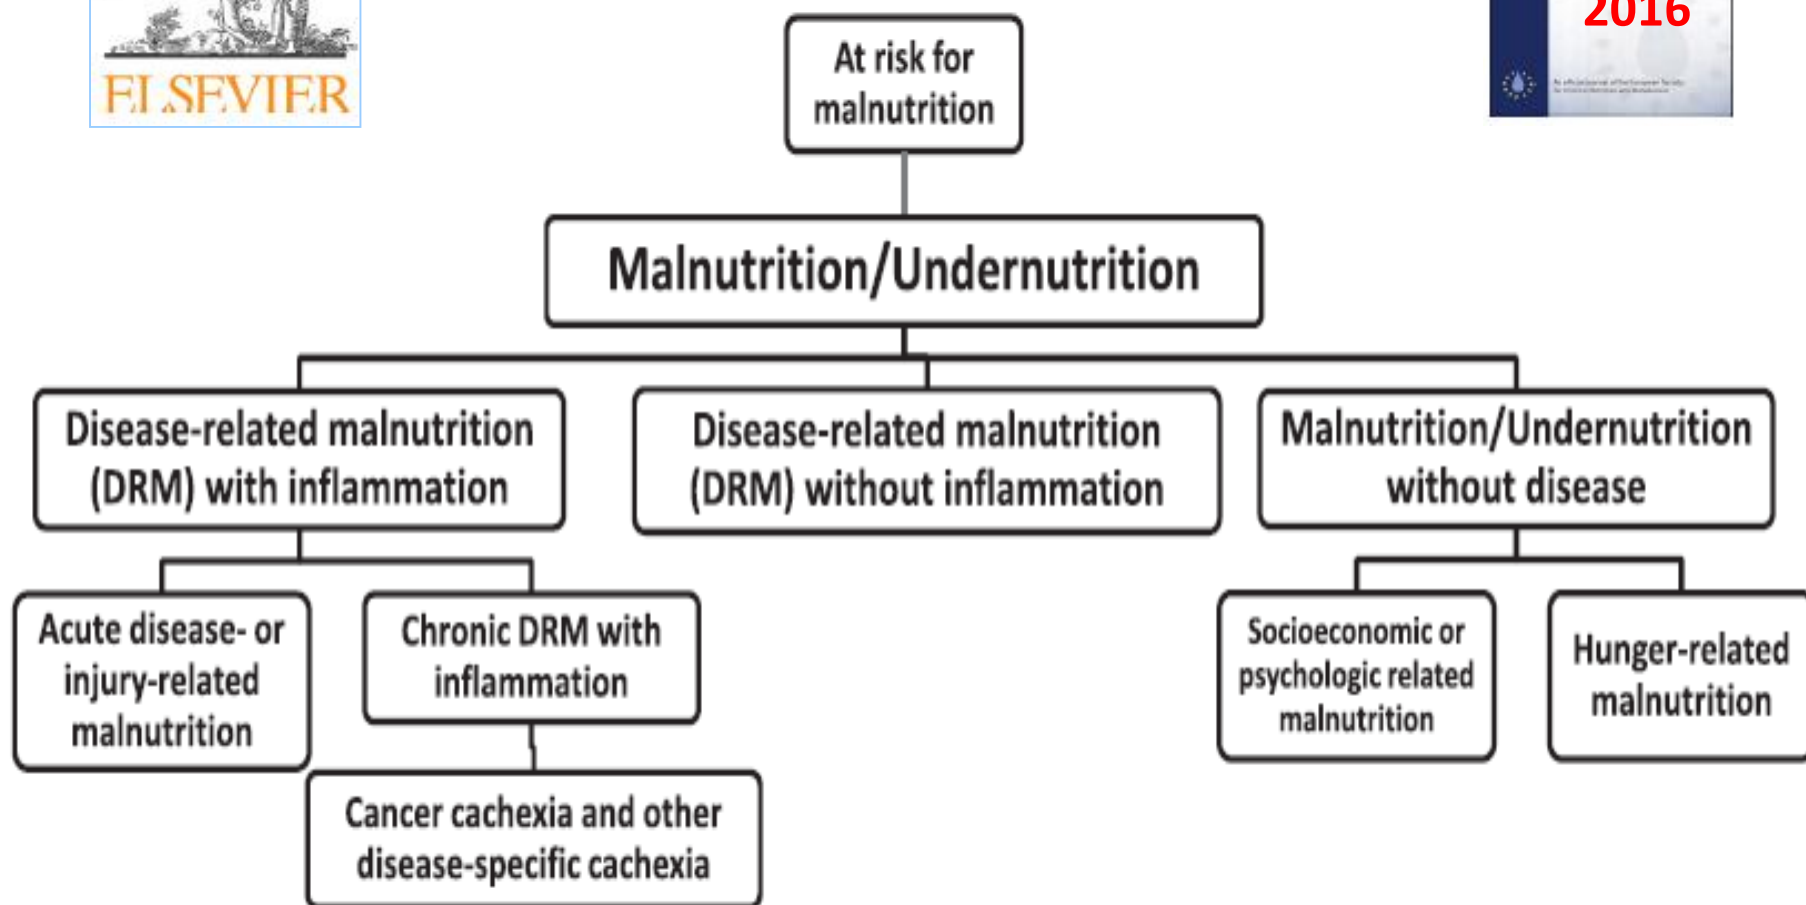 ELSEVIER
2016
At risk for
malnutrition
Malnutrition/Undernutrition
Disease-related malnutrition
(DRM) with inflammation
Disease-related malnutrition
(DRM) without inflammation
Malnutrition/Undernutrition
without disease
Acute disease- or
injury-related
malnutrition
Chronic DRM with
inflammation
Socioeconomic or
psychologic related
malnutrition
Hunger-related
malnutrition
Cancer cachexia and other
disease-specific cachexia